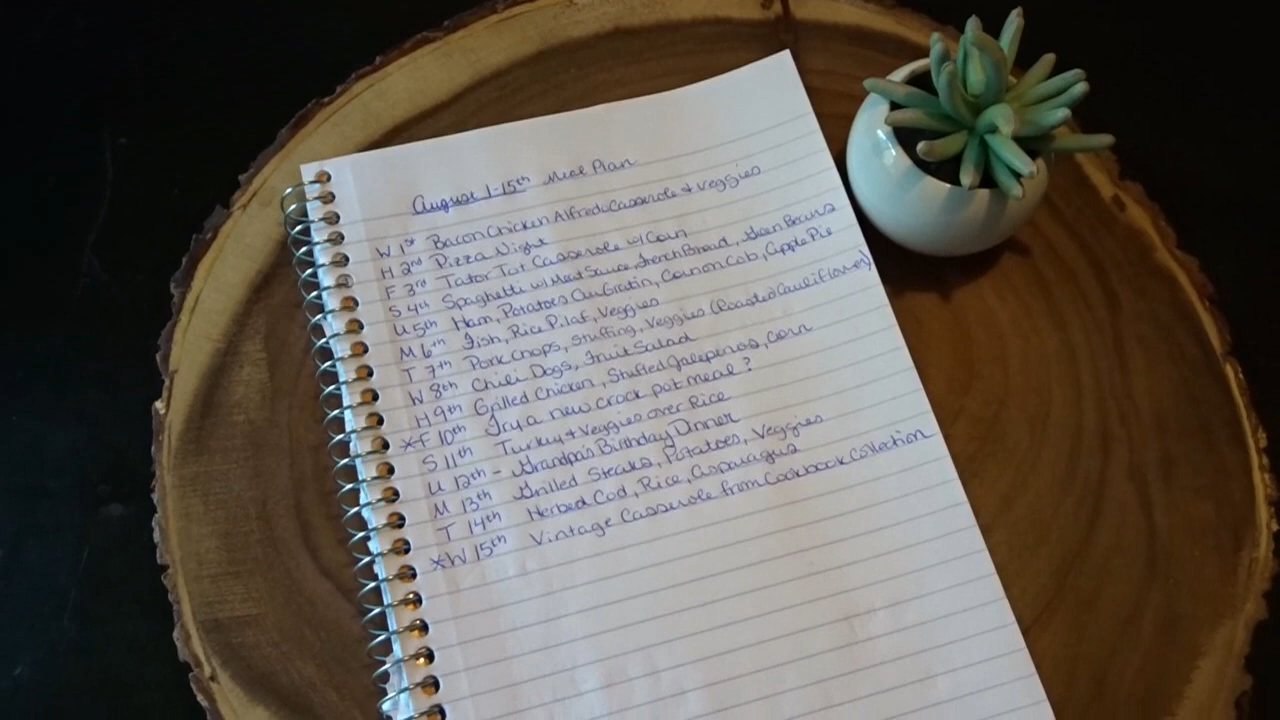 August 1-15th Meal Plan
W 1st Bacon Chicken Alfredo Casserole & Veggies
H 2nd Pizza Night
F 3rd Tator Tot Casserole w/ Corn
S 4th Spaghetti w/ Meat Sauce, French Bread, Green Beans
U 5th Ham, Potatoes Au Gratin, Corn on Cob, Apple Pie
M 6th Fish, Rice Pilaf, Veggies
T 7th Pork Chops, Stuffing, Veggies (Roasted Cauliflower)
W 8th Chili Dogs, Fruit Salad
H 9th Grilled Chicken, Stuffed Jalepenos, Corn
*F 10th Try a new crock pot meal?
S 11th Turkey & Veggies over Rice
U 12th - Grandpa's Birthday Dinner
M 13th Grilled Steaks, Potatoes, Veggies
T 14th Herbed Cod, Rice, Asparagus
*W 15th Vintage Casserole from Cookbook Collection